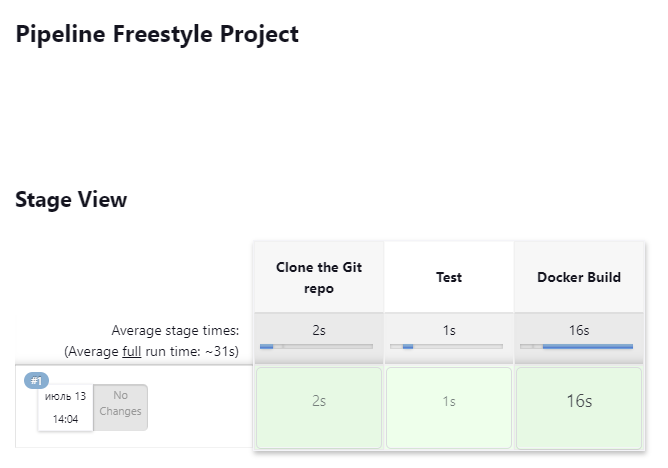 Pipeline Freestyle Project
Stage View
Clone the Git
repo
Test
Docker Build
Average stage times:
(Average full run time: ~31s)
2s
1s
16s
#1
июль 13
14:04
No
Changes
2s
1s
16s